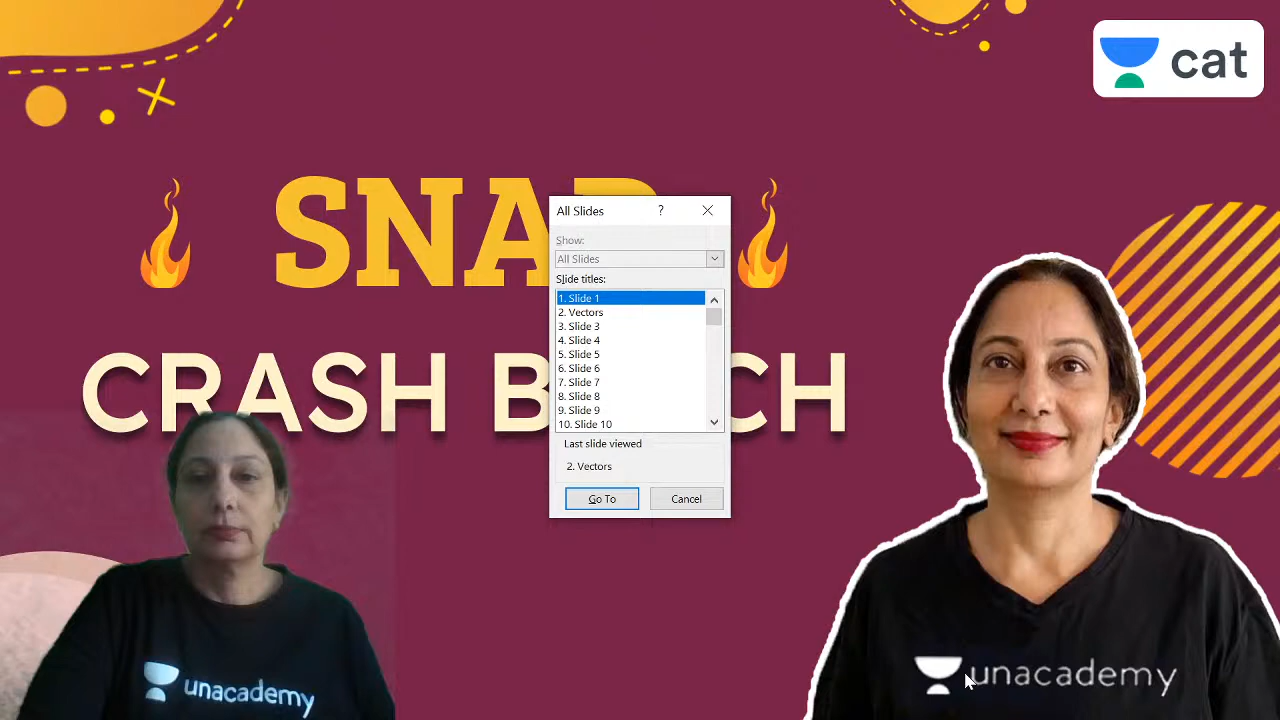 cat
SNAP
CRASH B CH
All Slides
?
Show:
All Slides
Slide titles:
1. Slide 1
2. Vectors
3. Slide 3
4. Slide 4
5. Slide 5
6. Slide 6
7. Slide 7
8. Slide 8
9. Slide 9
10. Slide 10
Last slide viewed
2. Vectors
Go To
Cancel
unacademy
unacademy